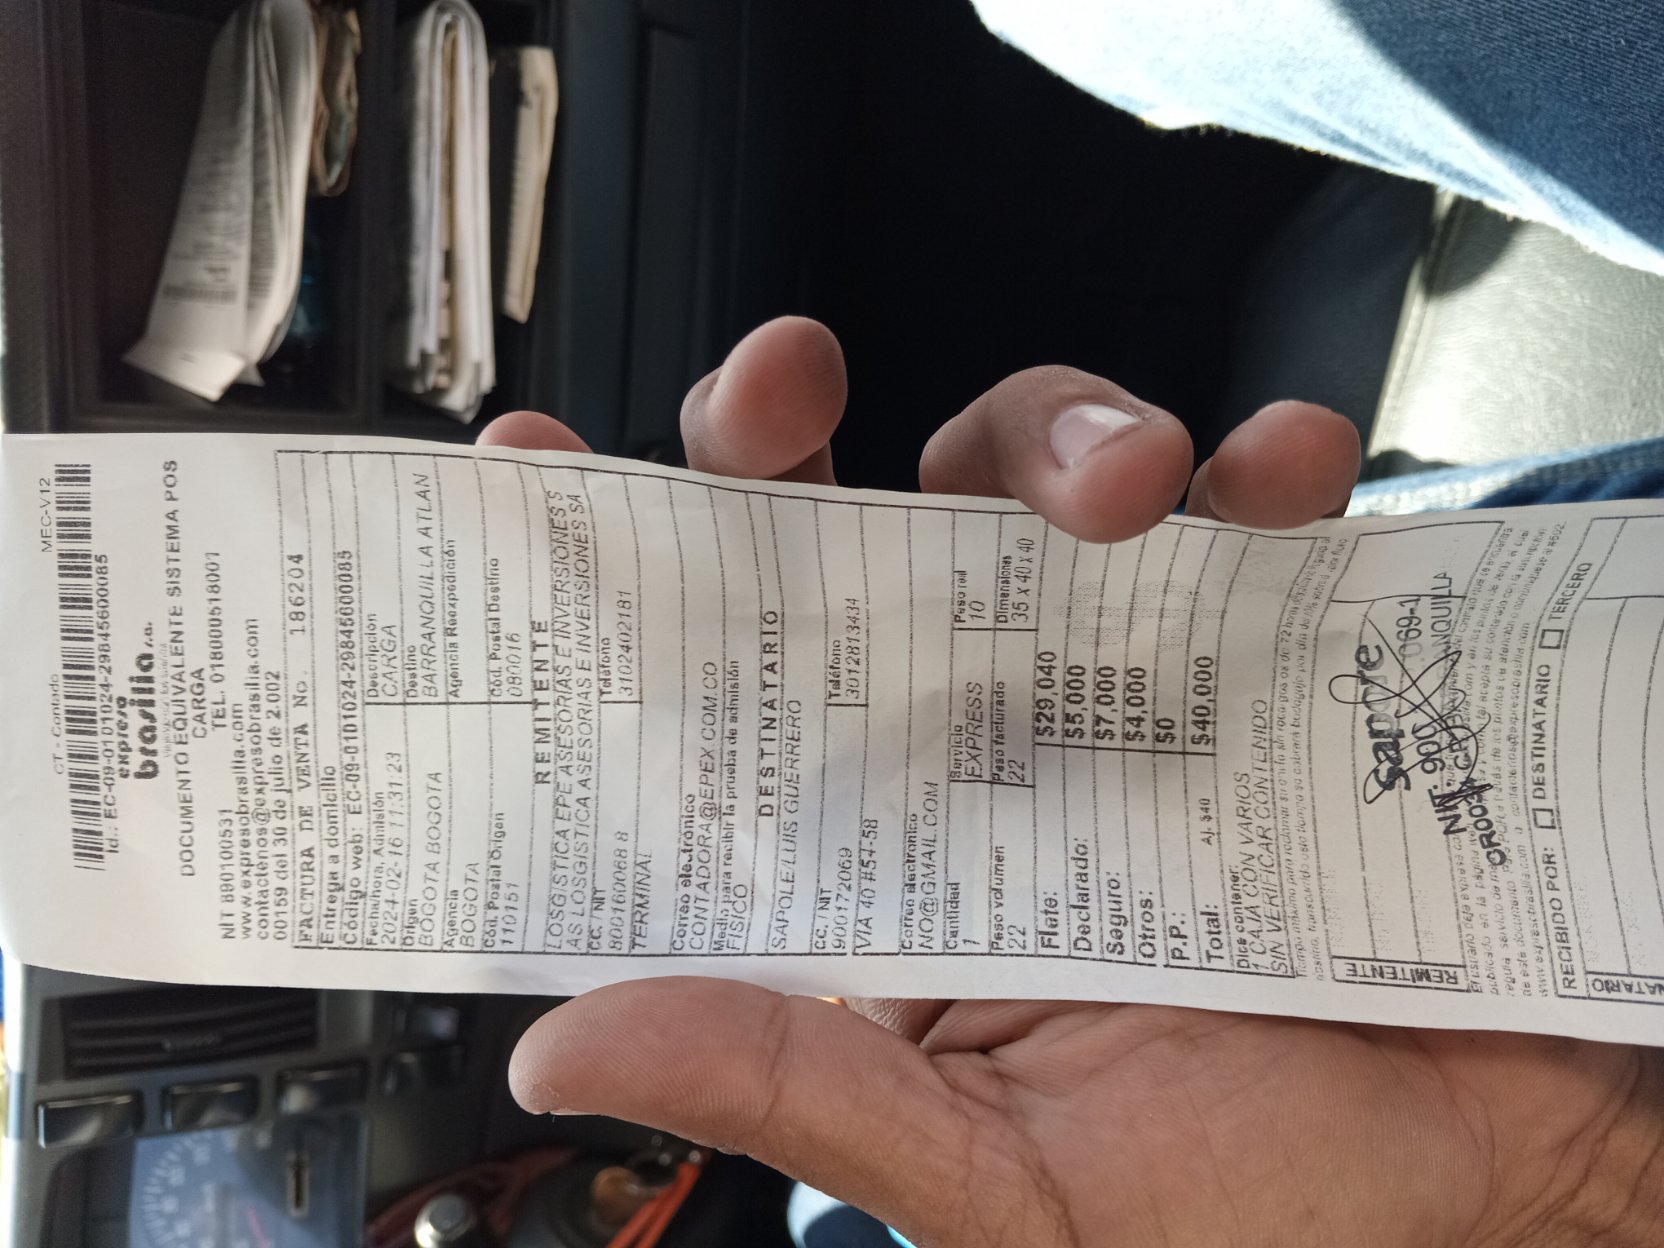 MEC-V12
CT - Contado
Id.: EC-09-0101024-29845600085
expreso
brasilia s.a.
DOCUMENTO EQUIVALENTE SISTEMA POS
CARGA
NIT 8901005531 TEL. 018000518001
www.expresobrasilia.com
contactenos@expresobrasilia.com
00159 del 30 de julio de 2.002
FACTURA DE VENTA No. 186204
Entrega a domicilio
Código web: EC-09-0101024-29845600085
Fecha/hora. Admisión Descripción
2024-02-16 11:31:23 CARGA
Origen Destino
BOGOTA BOGOTA BARRANQUILLA ATLAN
Agencia Agencia Reexpedición
BOGOTA
Cód. Postal Origen Cód. Postal Destino
110151 080016
REMITENTE
LOSGISTICA EPE ASESORIAS E INVERSIONES S
AS LOSGISTICA ASESORIAS E INVERSIONES SA
CC. / NIT Teléfono
8001600688 3102402181
TERMINAL
Correo electrónico
CONTADORA@EPEX.COM.CO
Medio para recibir la prueba de admisión
FISICO
DESTINATARIO
SAPOLE/LUIS GUERRERO
CC. / NIT Teléfono
900172069 3012813434
VIA 40 #54-58
Correo electronico
NO@GMAIL.COM
Cantidad Servicio Peso real
1 EXPRESS 10
Peso volumen Peso facturado Dimensiones
22 22 35 x 40 x 40
Flete: $29,040
Declarado: $5,000
Seguro: $7,000
Otros: $4,000
P.P.: $0
Total: Aj. $40 $40,000
Dice contener:
1 CAJA CON VARIOS
SIN VERIFICAR CONTENIDO
REMITENTE
sapore
NIT: 900 069-1
RECIBIDO POR: DESTINATARIO TERCERO